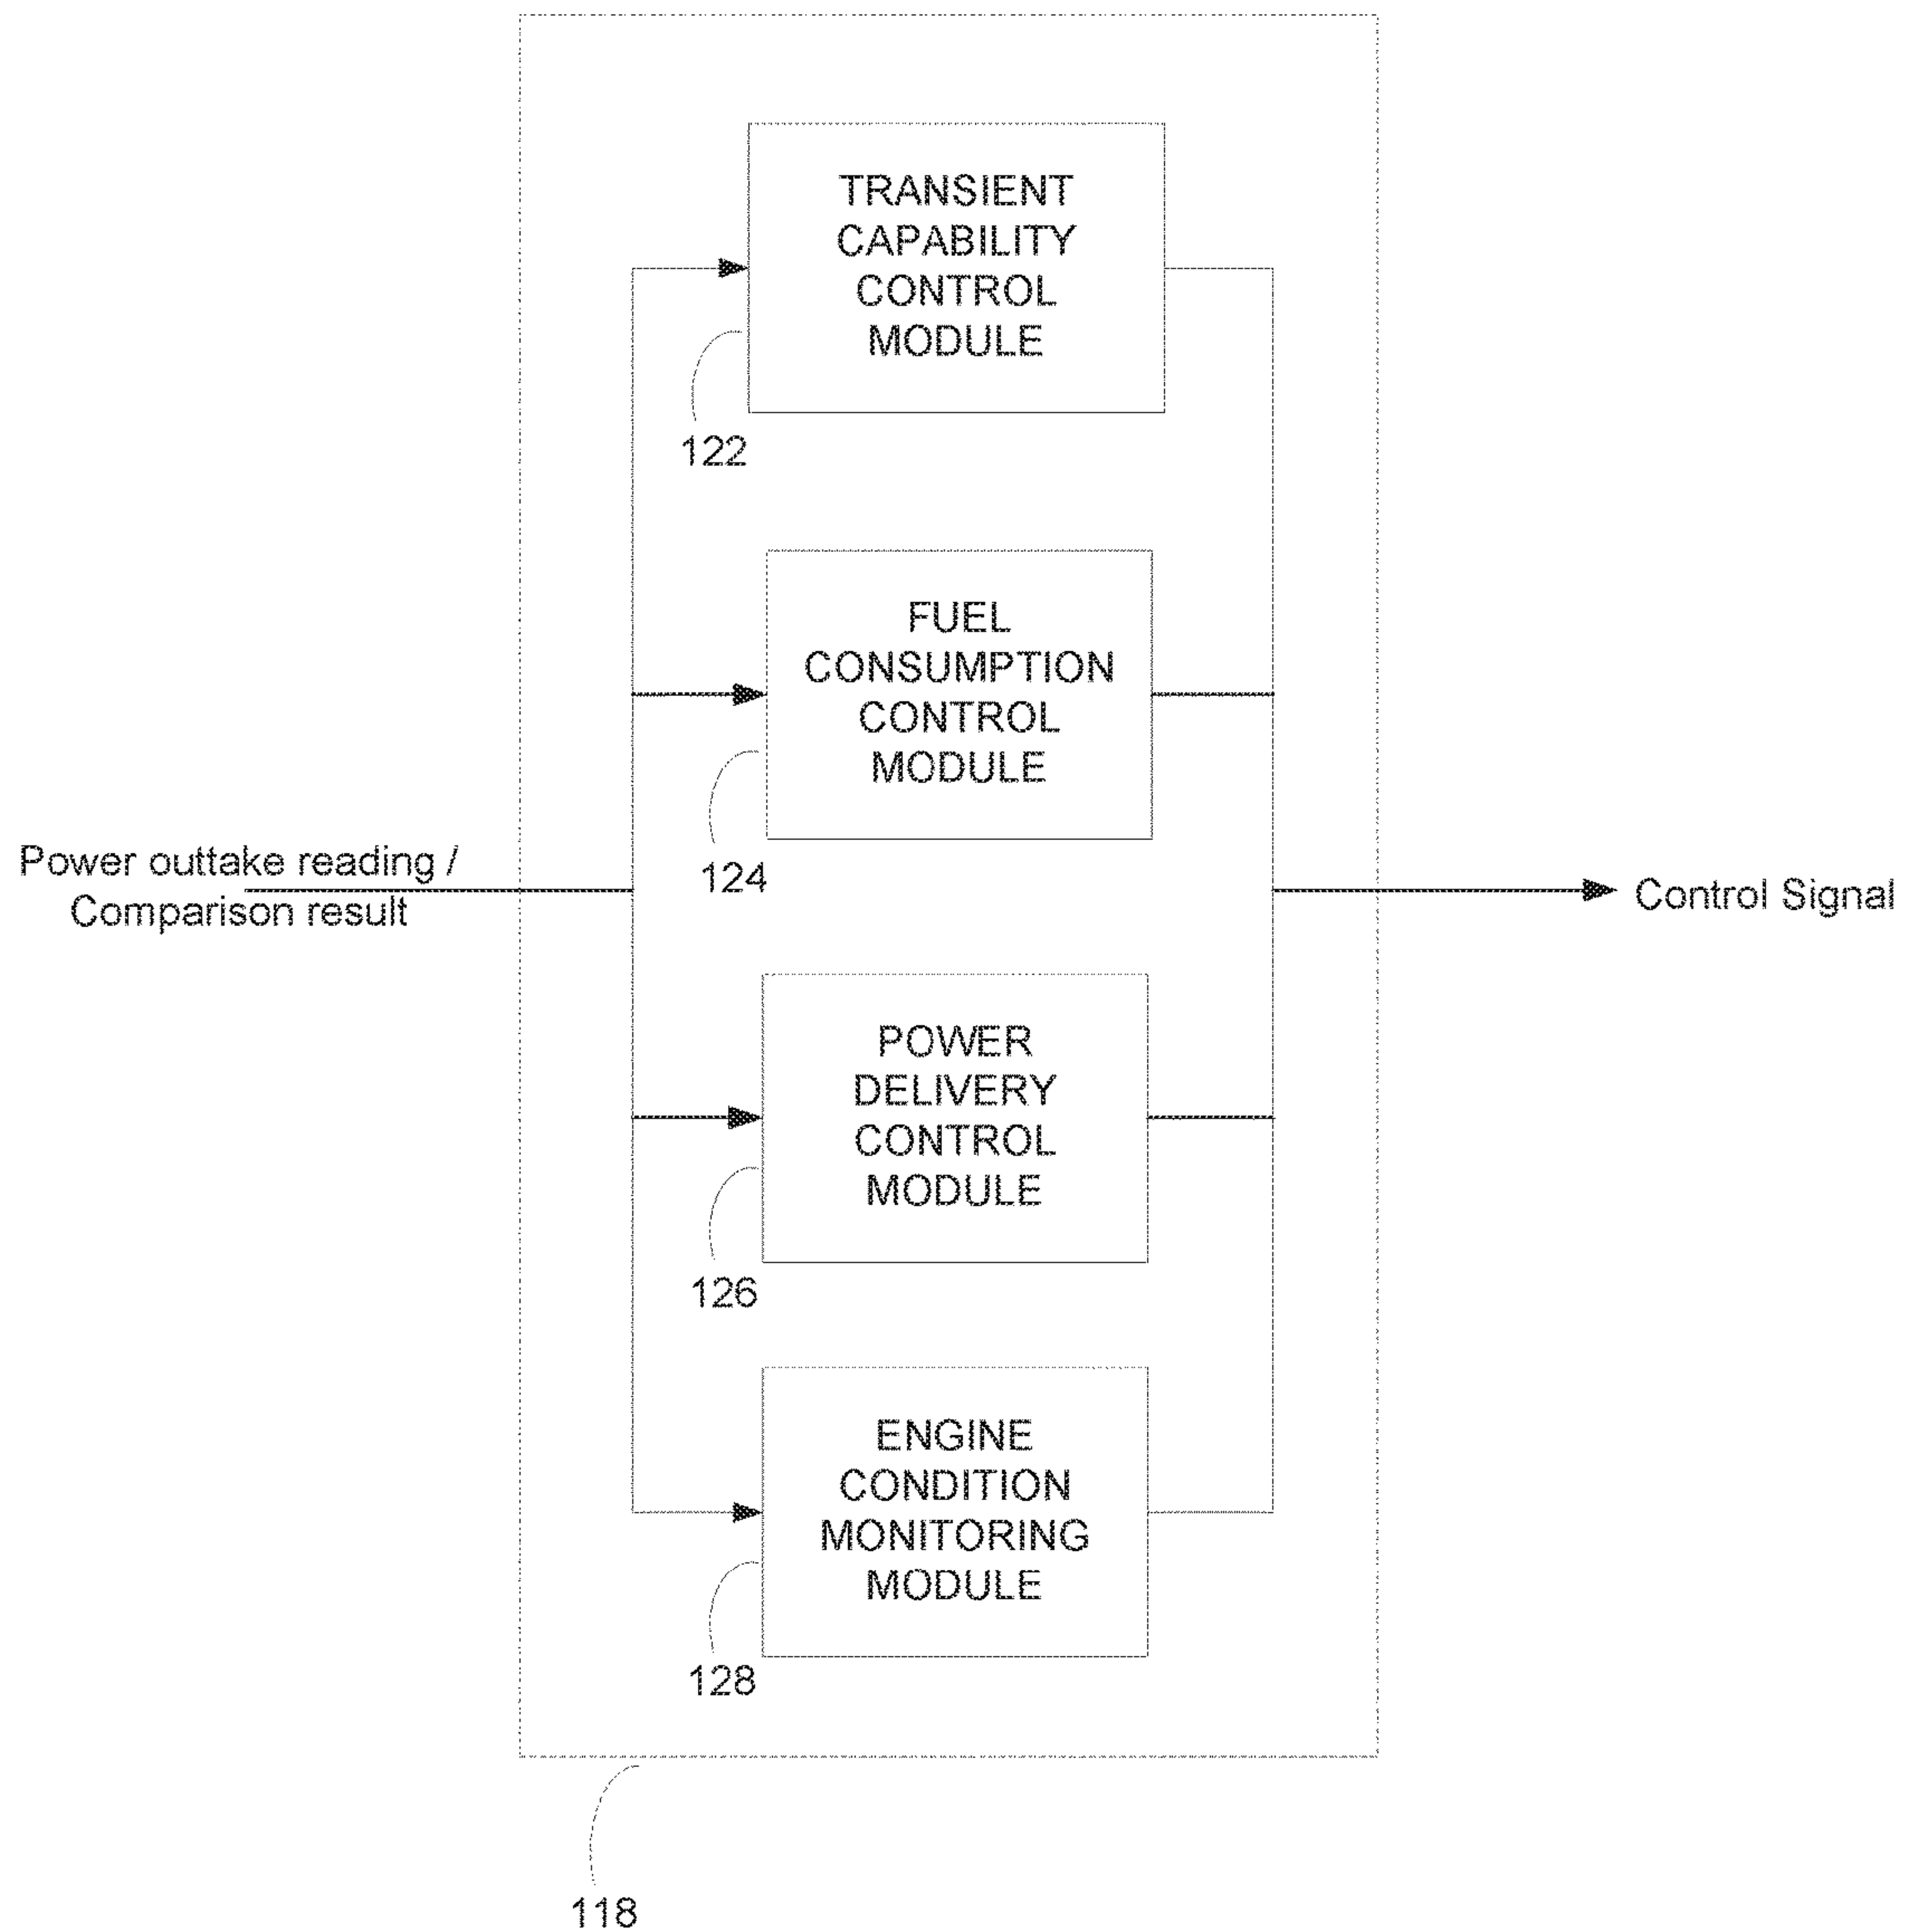 TRANSIENT
CAPABILITY
CONTROL
MODULE
122
FUEL
CONSUMPTION
CONTROL
MODULE
124
Power outtake reading /
Comparison result
Control Signal
POWER
DELIVERY
CONTROL
MODULE
126
ENGINE
CONDITION
MONITORING
MODULE
128
118